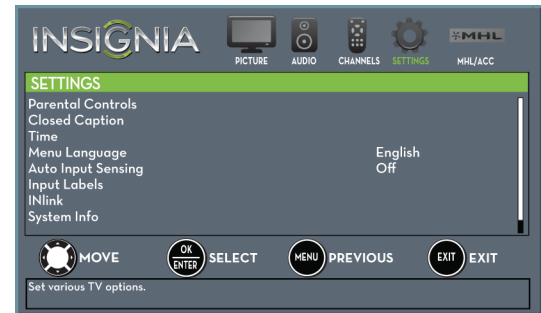 INSIGNIA
PICTURE AUDIO CHANNELS SETTINGS MHL MHL/ACC
SETTINGS
Parental Controls
Closed Caption
Time
Menu Language English
Auto Input Sensing Off
Input Labels
INlink
System Info
MOVE OK ENTER SELECT MENU PREVIOUS EXIT EXIT
Set various TV options.